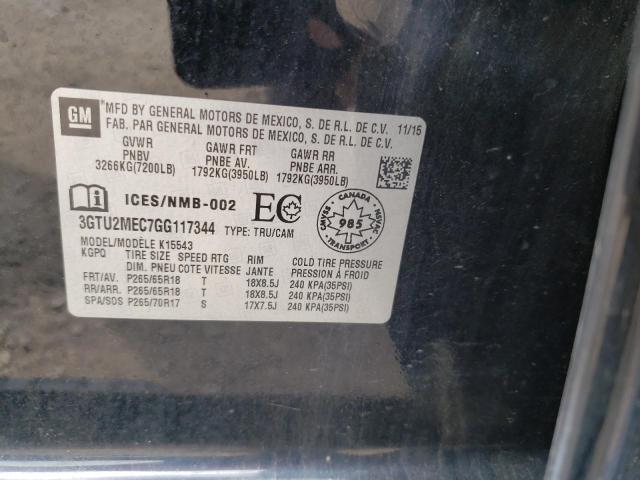 GM
MFD BY GENERAL MOTORS DE MEXICO, S. DE R.L. DE C.V. 11/15
FAB. PAR GENERAL MOTORS DE MEXICO, S. DE R.L. DE C.V.
GVWR GAWR FRT GAWR RR
PNBV PNBE AV. PNBE ARR.
3266KG(7200LB) 1792KG(3950LB) 1792KG(3950LB)
ICES/NMB-002 EC
CANADA
CMVSS NSVAC
985
TRANSPORT
3GTU2MEC7GG117344 TYPE: TRU/CAM
MODEL/MODÈLE K15543
KGPQ TIRE SIZE SPEED RTG RIM COLD TIRE PRESSURE
DIM. PNEU COTE VITESSE JANTE PRESSION À FROID
FRT/AV. P265/65R18 T 18X8.5J 240 KPA(35PSI)
RR/ARR. P265/65R18 T 18X8.5J 240 KPA(35PSI)
SPA/SOS P265/70R17 S 17X7.5J 240 KPA(35PSI)